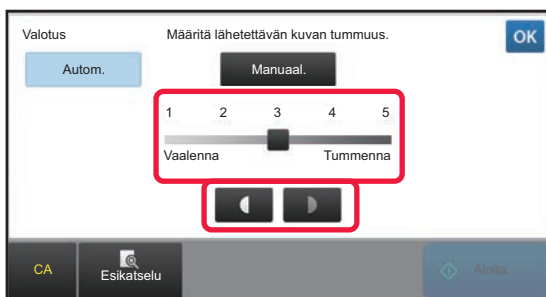 Valotus
Määritä lähetettävän kuvan tummuus.
OK
Autom.
Manuaal.
1 2 3 4 5
Vaalenna
Tummenna
CA
Esikatselu
Aloita